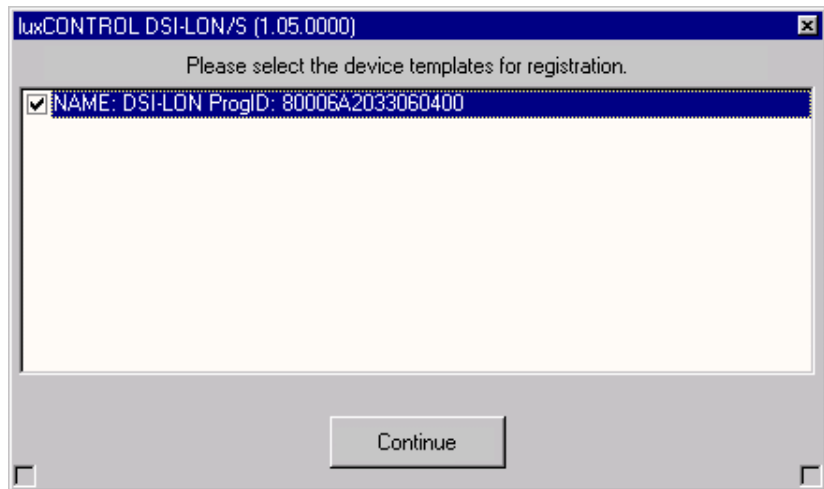 luxCONTROL DSI-LON/S (1.05.0000)
Please select the device templates for registration.
NAME: DSI-LON ProgID: 80006A2033060400
Continue